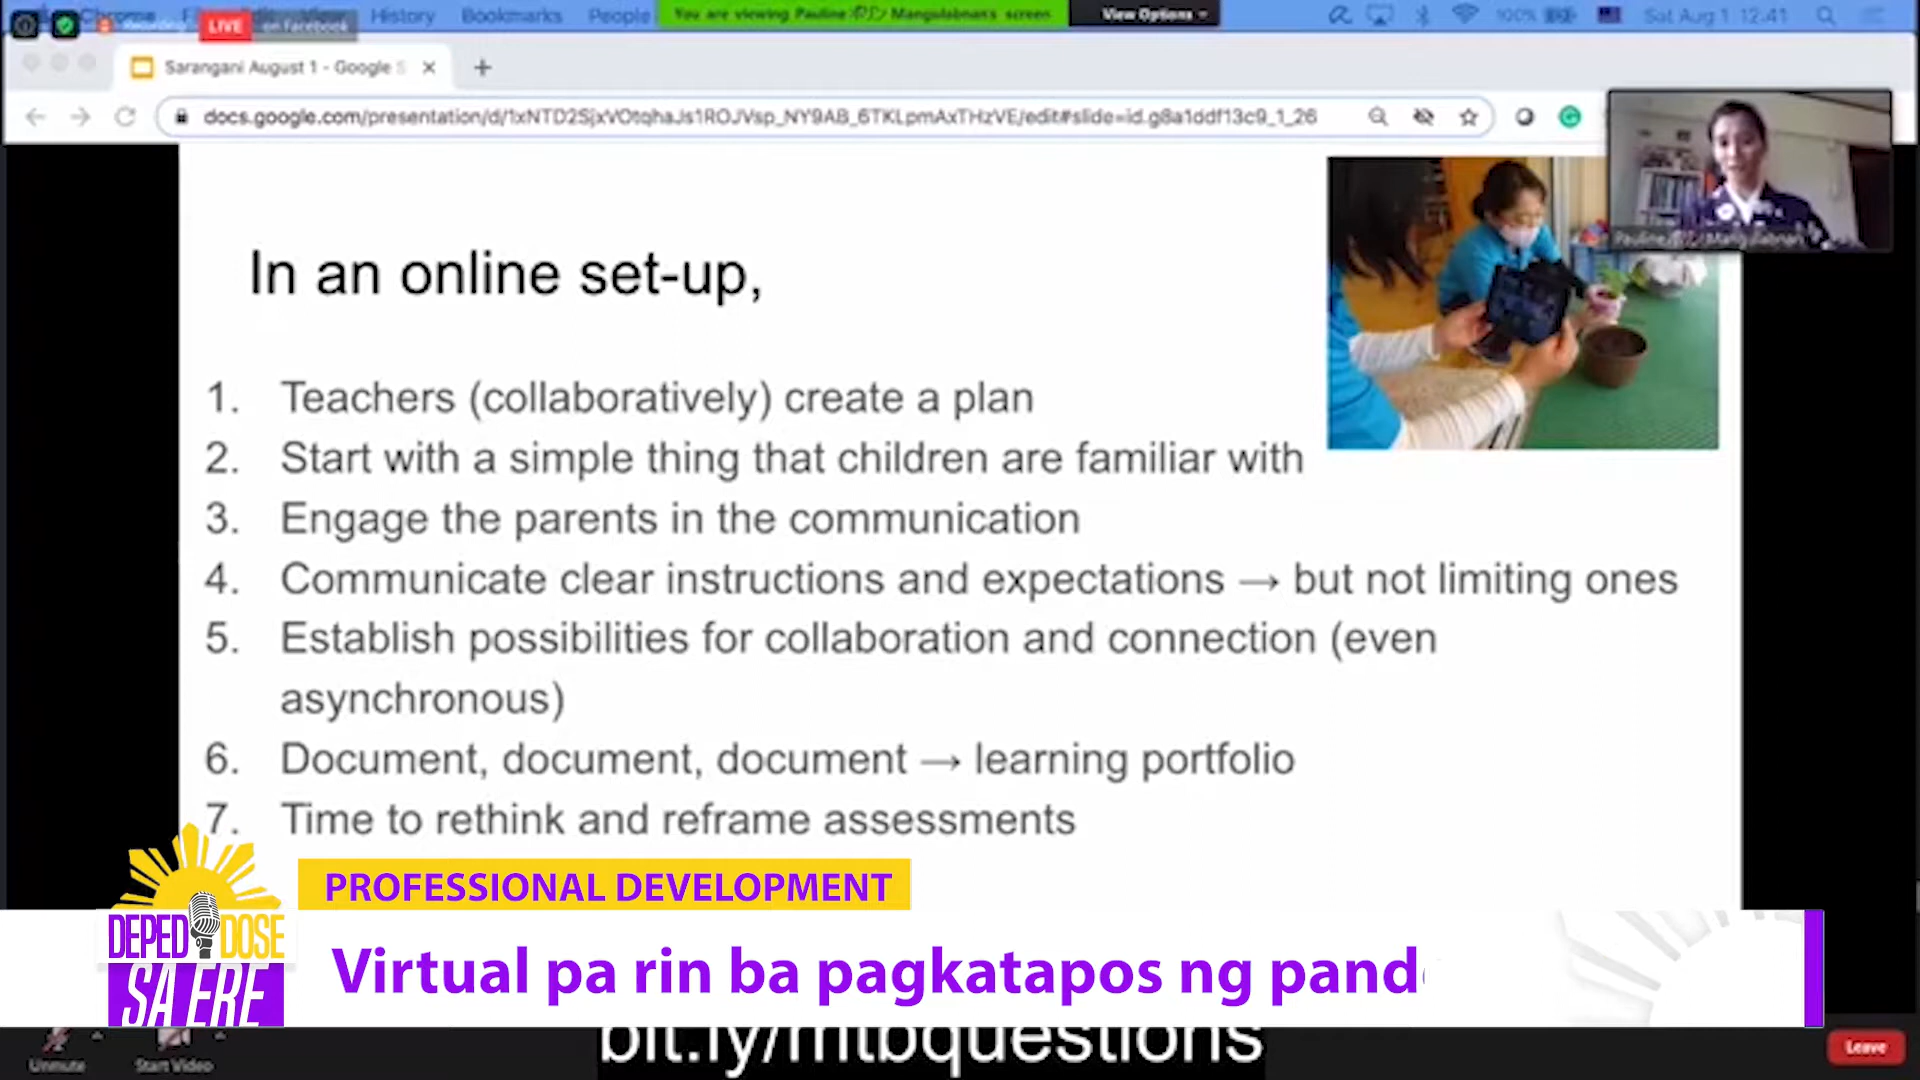 Chrome
History
Bookmarks
People
You are viewing Pauline Mangulabnan's screen
View Options
100%
Sat Aug 1 12:41
Recording
LIVE
on Facebook
Sarangani August 1 - Google S
docs.google.com/presentation/d/1xNTD2SjxVOtqhaJs1ROJVsp_NY9AB_6TKLpmAxTHzVE/edit#slide=id.g8a1ddf13c9_1_26
Mangulabnan
In an online set-up,
1. Teachers (collaboratively) create a plan
2. Start with a simple thing that children are familiar with
3. Engage the parents in the communication
4. Communicate clear instructions and expectations → but not limiting ones
5. Establish possibilities for collaboration and connection (even
asynchronous)
6. Document, document, document → learning portfolio
7. Time to rethink and reframe assessments
PROFESSIONAL DEVELOPMENT
DEPED DOSE
SA ERE
Virtual pa rin ba pagkatapos ng pand
bit.ly/mtbquestions
Unmute
Start Video
Leave